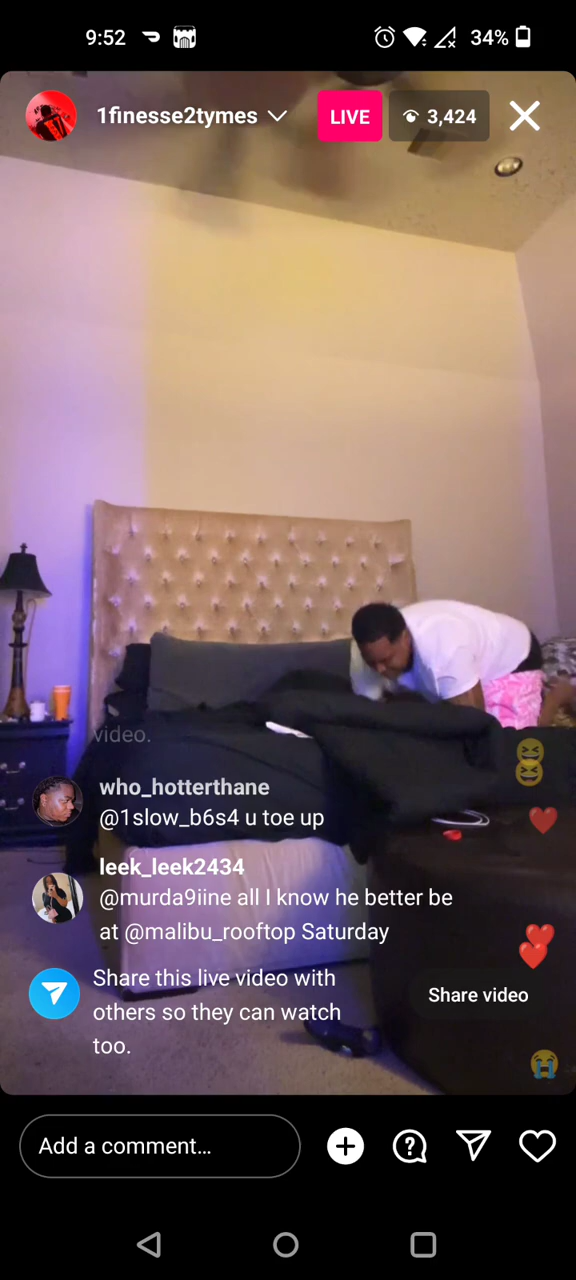 9:52
34%
1finesse2tymes
LIVE
3,424
video.
who_hotterthane
@1slow_b6s4 u toe up
leek_leek2434
@murda9iine all I know he better be
at @malibu_rooftop Saturday
Share this live video with
others so they can watch
too.
Share video
Add a comment...